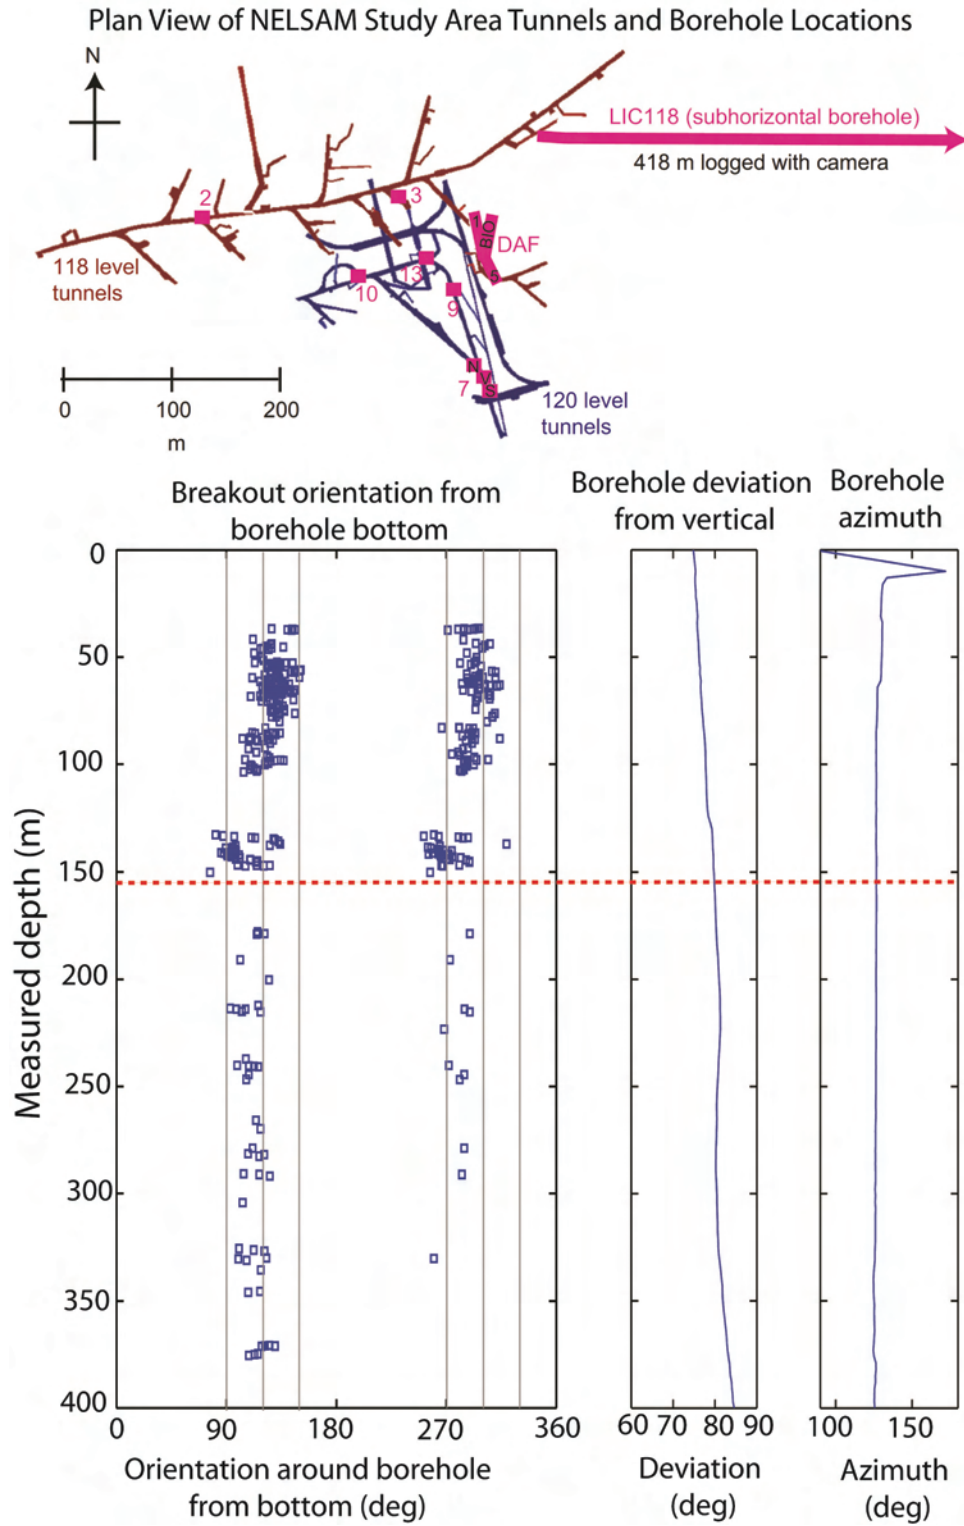 Plan View of NELSAM Study Area Tunnels and Borehole Locations
N
LIC118 (subhorizontal borehole)
418 m logged with camera
2
3
1
BIO
DAF
5
118 level
tunnels
13
10
9
N
V
S
7
120 level
tunnels
0
100
200
m
Breakout orientation from
borehole bottom
Borehole deviation
from vertical
Borehole
azimuth
Measured depth (m)
0
50
100
150
200
250
300
350
400
0
90
180
270
360
60
70
80
90
100
150
Orientation around borehole
from bottom (deg)
Deviation
(deg)
Azimuth
(deg)